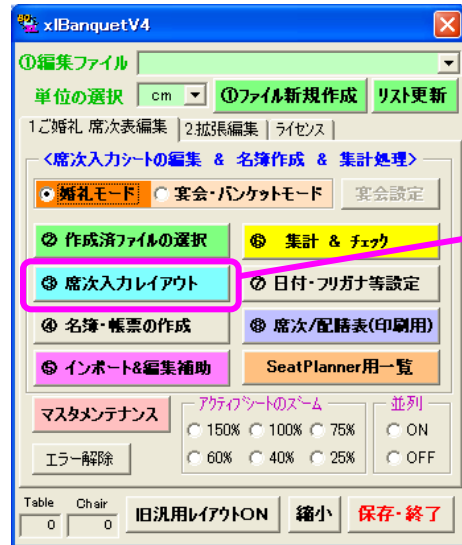 xlBanquetV4
①編集ファイル
単位の選択 cm ①ファイル新規作成 リスト更新
1ご婚礼 席次表編集 2拡張編集 ライセンス
<席次入力シートの編集 & 名簿作成 & 集計処理>
婚礼モード 宴会・バンケットモード 宴会設定
② 作成済ファイルの選択 ⑥ 集計 & チェック
③ 席次入力レイアウト ⑦ 日付・フリガナ等設定
④ 名簿・帳票の作成 ⑧ 席次/配膳表(印刷用)
⑤ インポート&編集補助 SeatPlanner用一覧
マスタメンテナンス アクティブシートのズーム 並列
150% 100% 75% ON
エラー解除 60% 40% 25% OFF
Table Chair
0 0 旧汎用レイアウトON 縮小 保存・終了